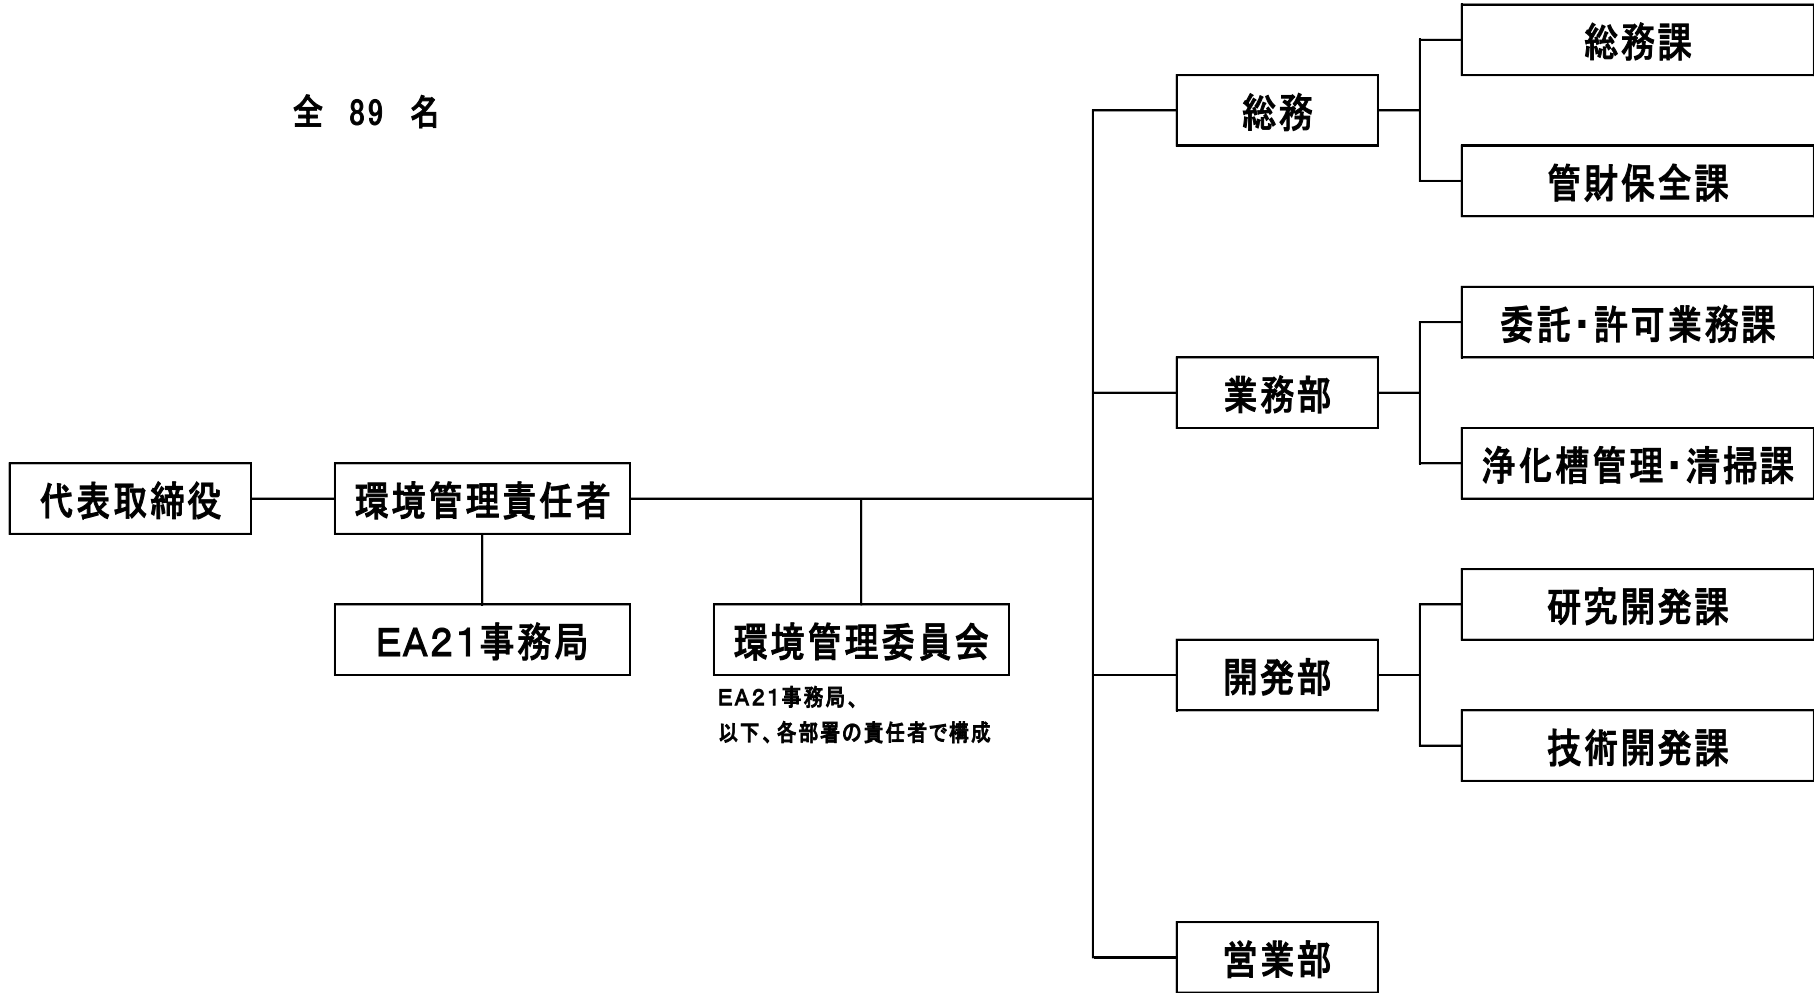 全 89 名
代表取締役
環境管理責任者
EA21事務局
環境管理委員会
EA21事務局、
以下、各部署の責任者で構成
総務
総務課
管財保全課
業務部
委託・許可業務課
浄化槽管理・清掃課
開発部
研究開発課
技術開発課
営業部